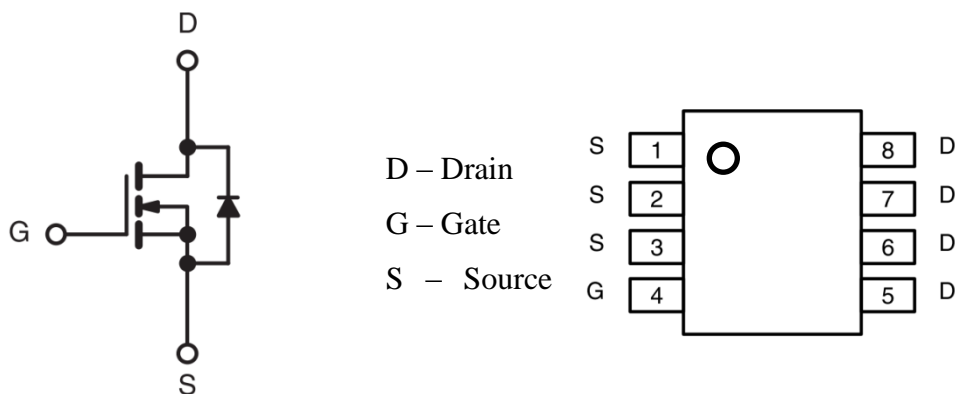 D
G
S
D – Drain
G – Gate
S – Source
S 1 8 D
S 2 7 D
S 3 6 D
G 4 5 D